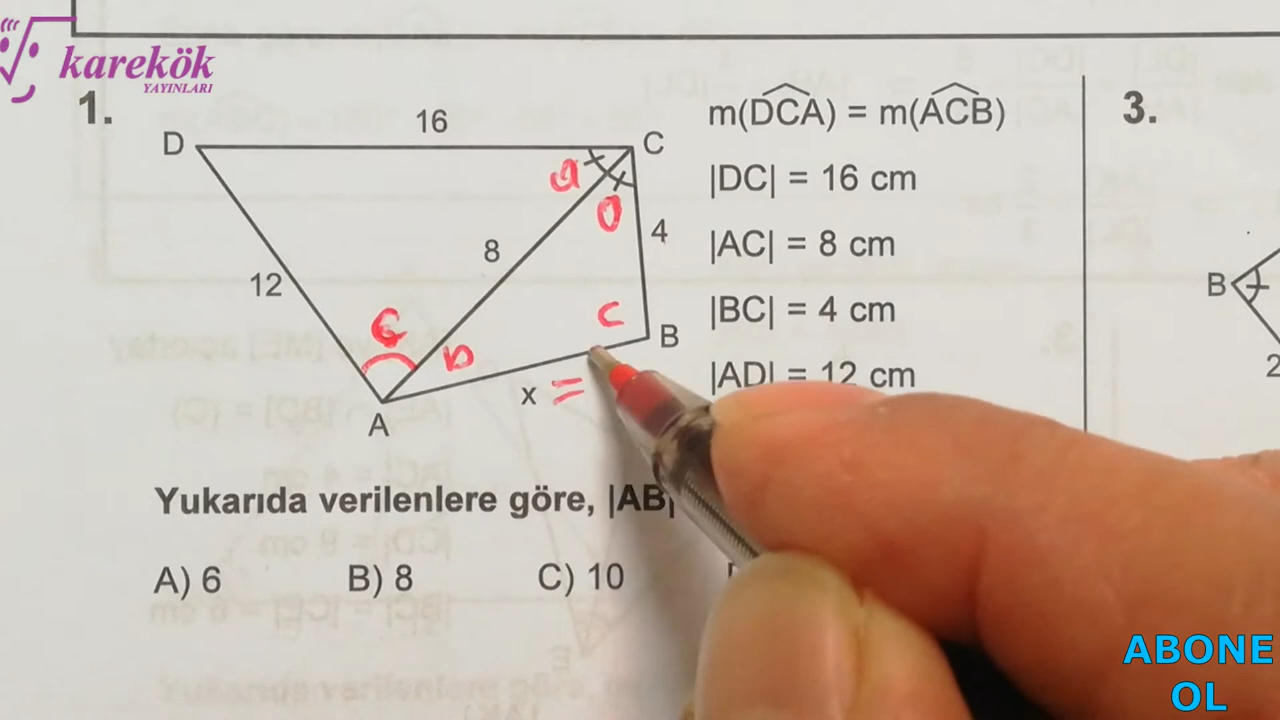 karekök
YAYINLARI
1.
16
D
C
a
o
12
8
4
c
c
b
B
x =
A
m(DCA) = m(ACB)
|DC| = 16 cm
|AC| = 8 cm
|BC| = 4 cm
|AD| = 12 cm
Yukarıda verilenlere göre, |AB|
A) 6 B) 8 C) 10
3.
B
2
ABONE
OL